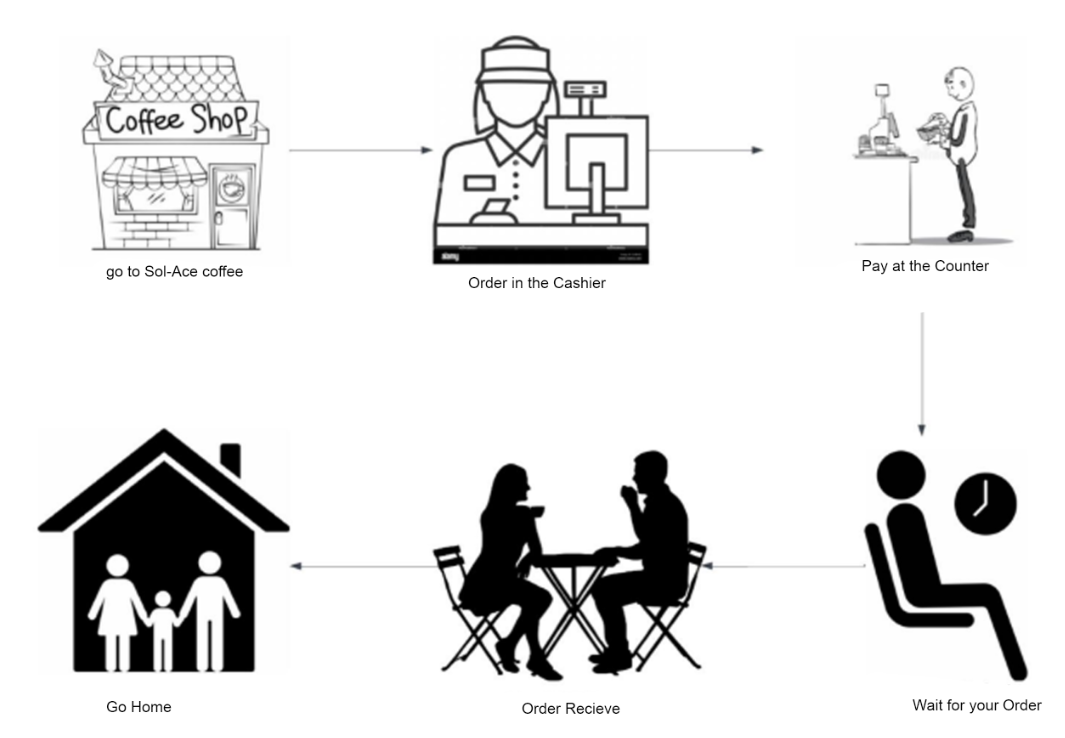 Coffee Shop
go to Sol-Ace coffee
Order in the Cashier
alamy
Pay at the Counter
Go Home
Order Recieve
Wait for your Order